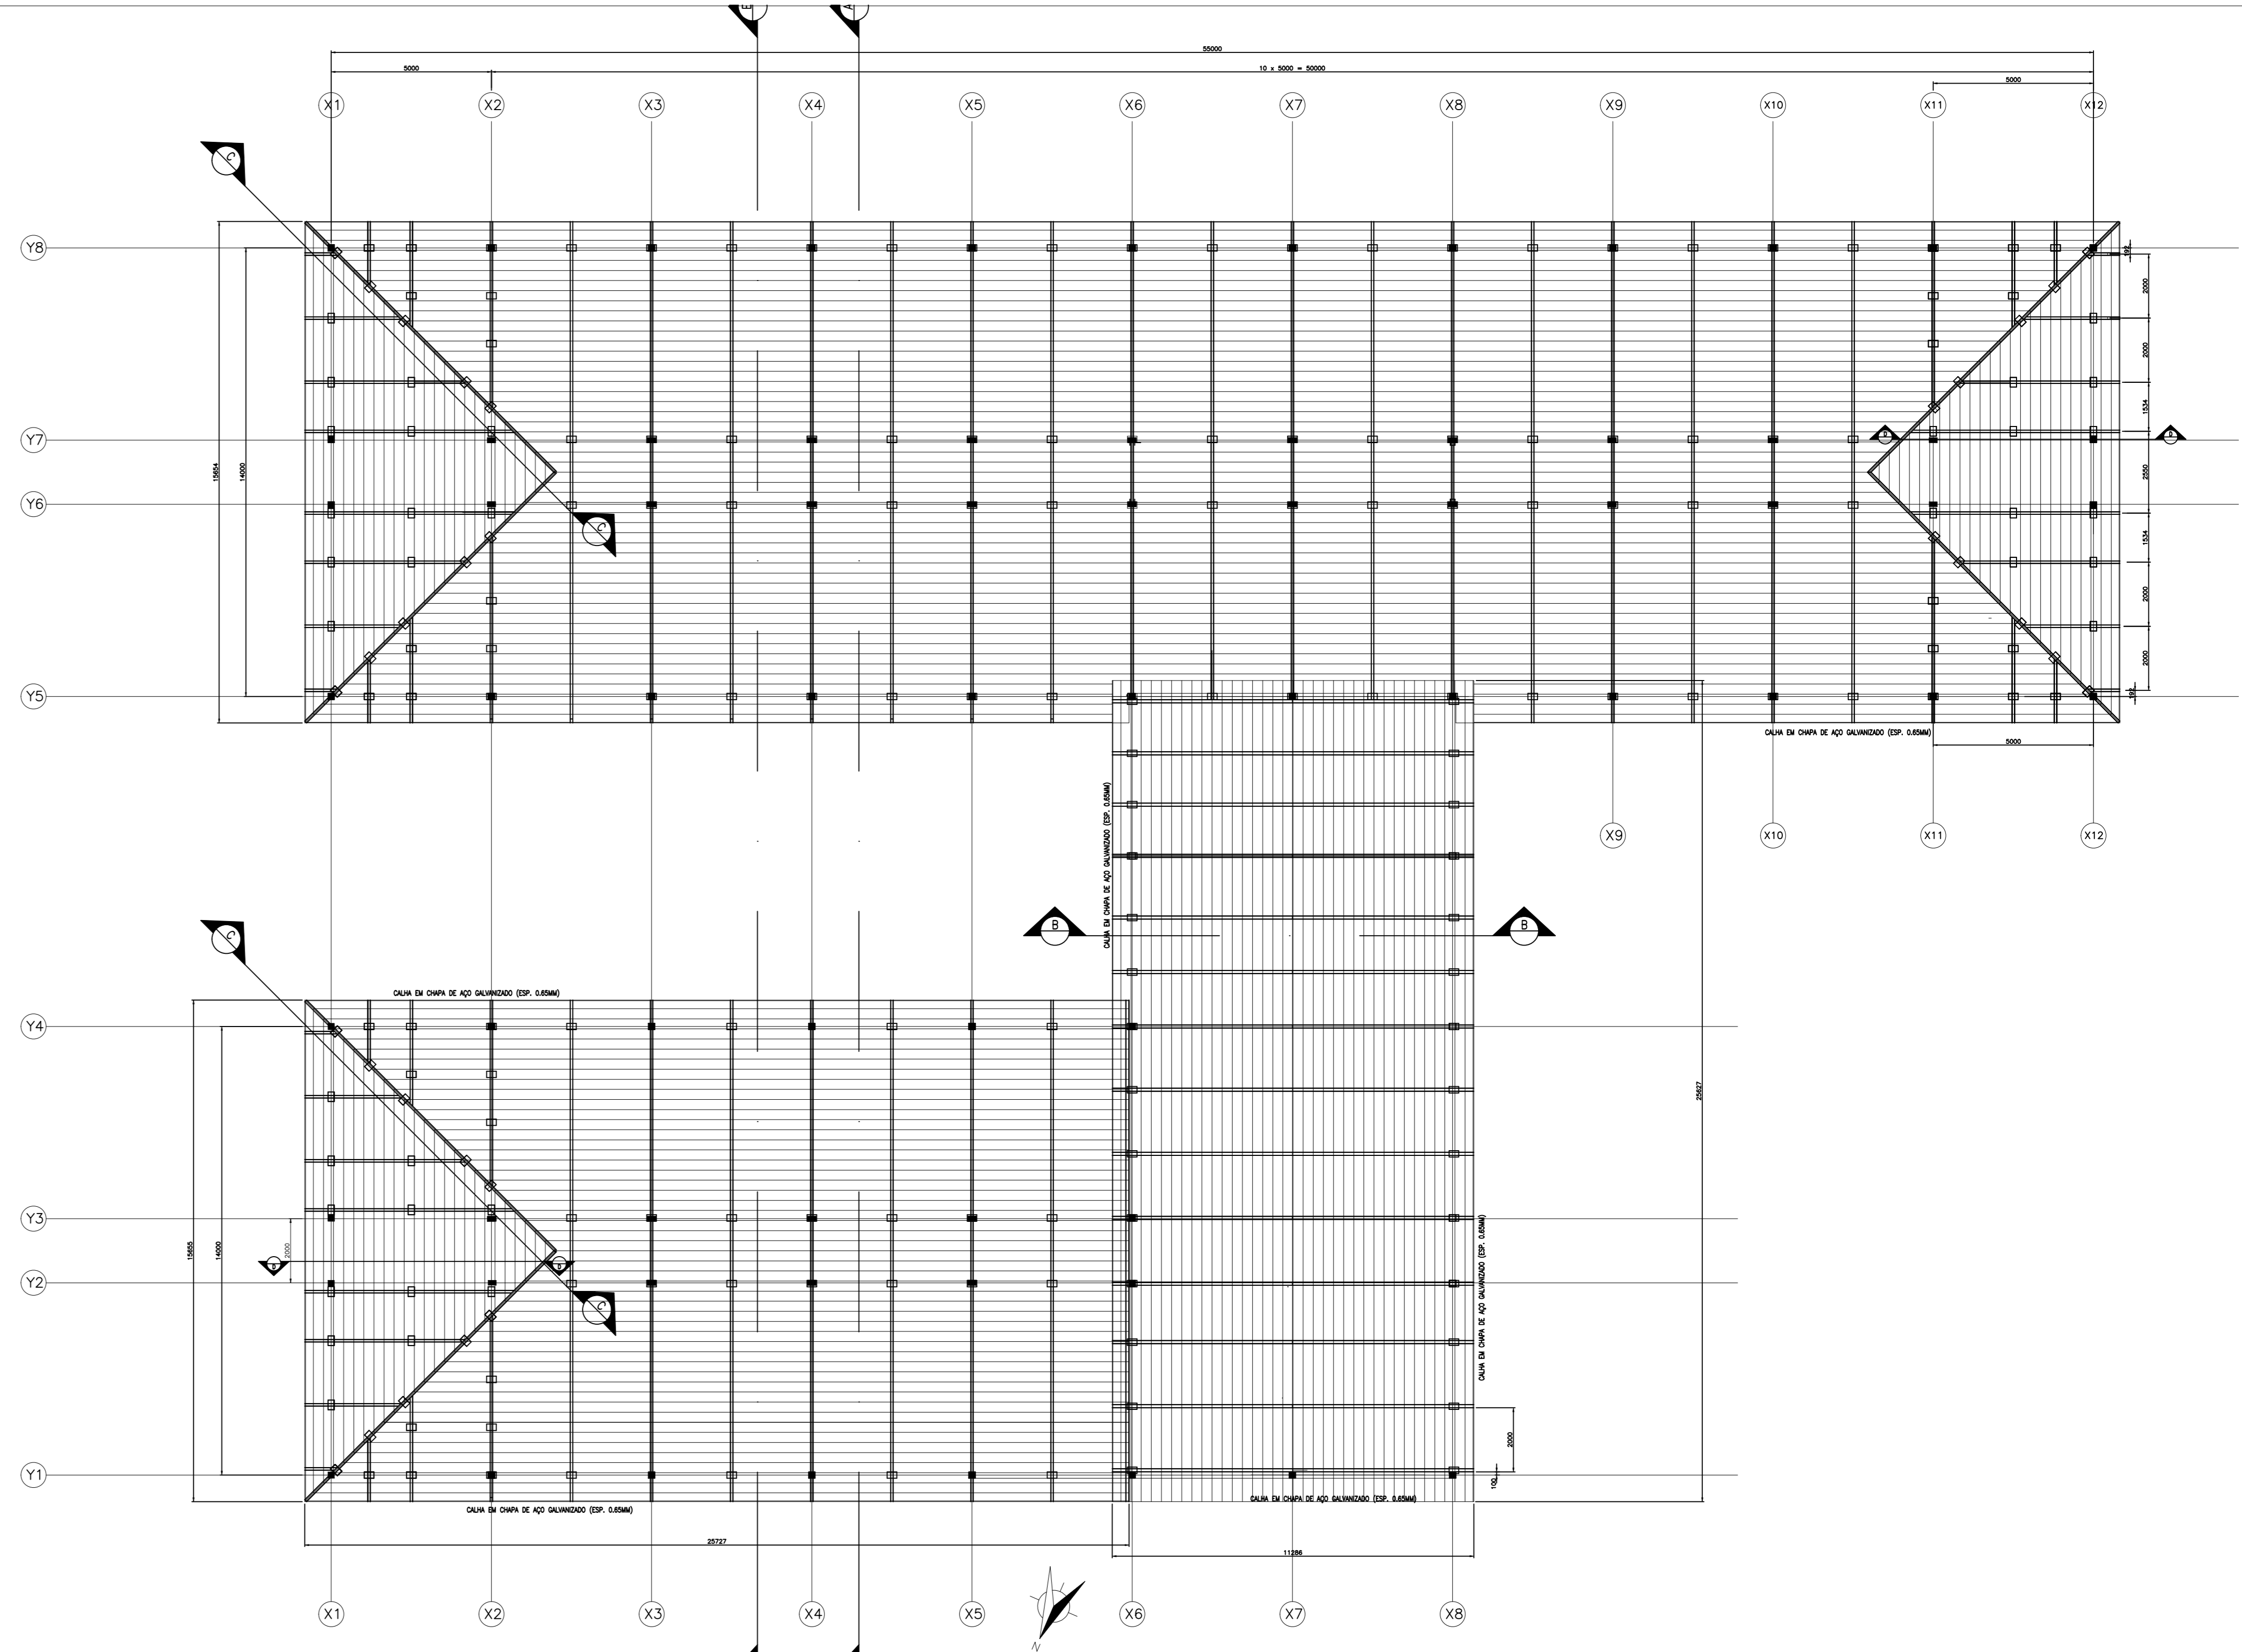 E
A
55000
5000
10 x 5000 = 50000
5000
X1
X2
X3
X4
X5
X6
X7
X8
X9
X10
X11
X12
C
Y8
192
2000
2000
1534
Y7
D
D
15654
14000
2550
Y6
C
1534
2000
2000
Y5
192
CALHA EM CHAPA DE AÇO GALVANIZADO (ESP. 0.65MM)
5000
CALHA EM CHAPA DE AÇO GALVANIZADO (ESP. 0.65MM)
X9
X10
X11
X12
C
B
B
CALHA EM CHAPA DE AÇO GALVANIZADO (ESP. 0.65MM)
Y4
25627
Y3
2000
15655
14000
D
D
Y2
C
CALHA EM CHAPA DE AÇO GALVANIZADO (ESP. 0.65MM)
2000
Y1
100
CALHA EM CHAPA DE AÇO GALVANIZADO (ESP. 0.65MM)
CALHA EM CHAPA DE AÇO GALVANIZADO (ESP. 0.65MM)
25727
11286
N
X1
X2
X3
X4
X5
X6
X7
X8